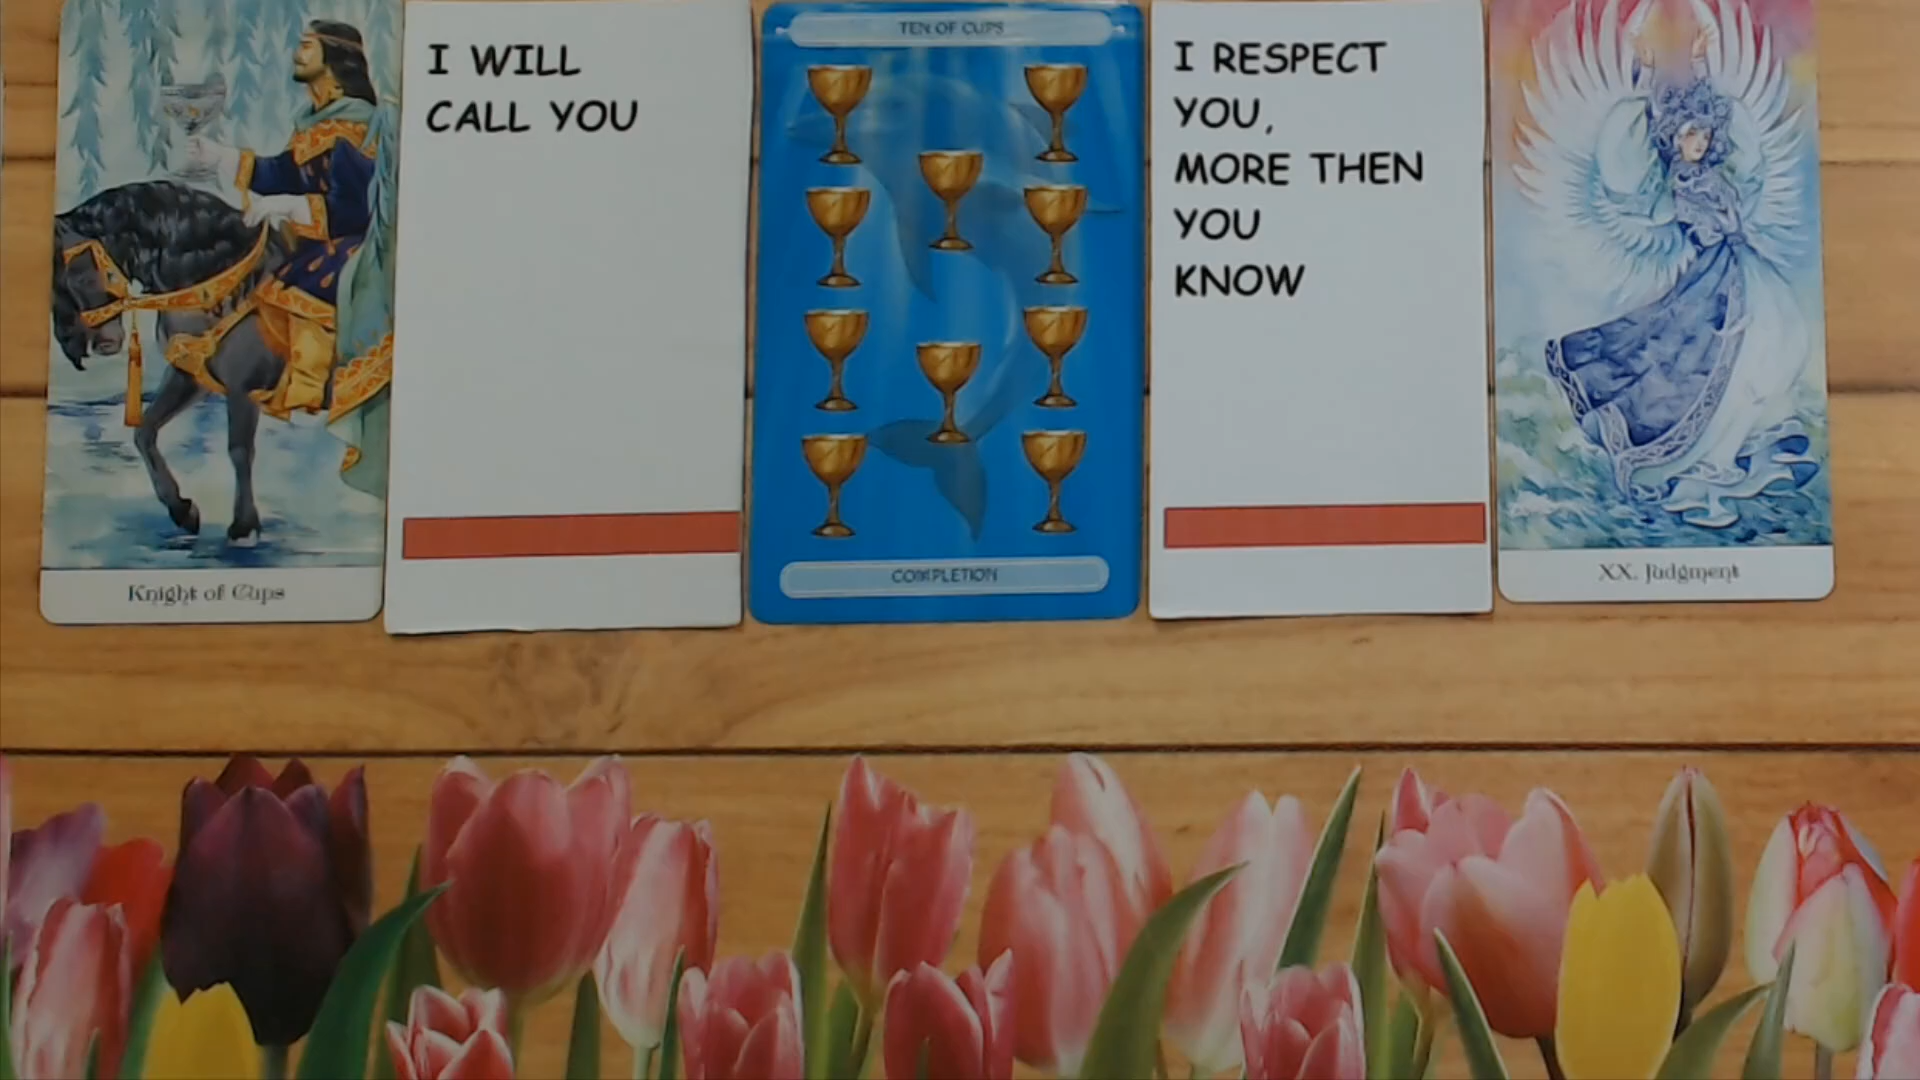 Knight of Cups
I WILL
CALL YOU
TEN OF CUPS
COMPLETION
I RESPECT
YOU,
MORE THEN
YOU
KNOW
XX. Judgment